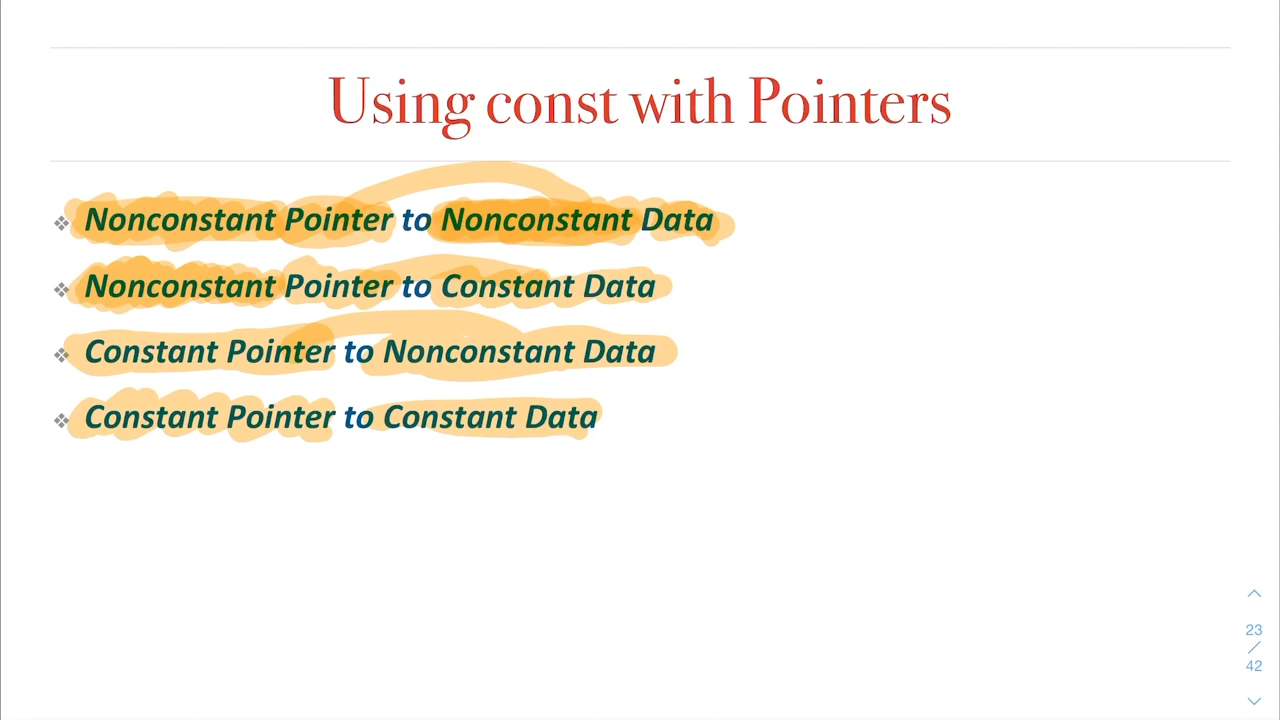 Using const with Pointers
❖ Nonconstant Pointer to Nonconstant Data
❖ Nonconstant Pointer to Constant Data
❖ Constant Pointer to Nonconstant Data
❖ Constant Pointer to Constant Data
23
/
42